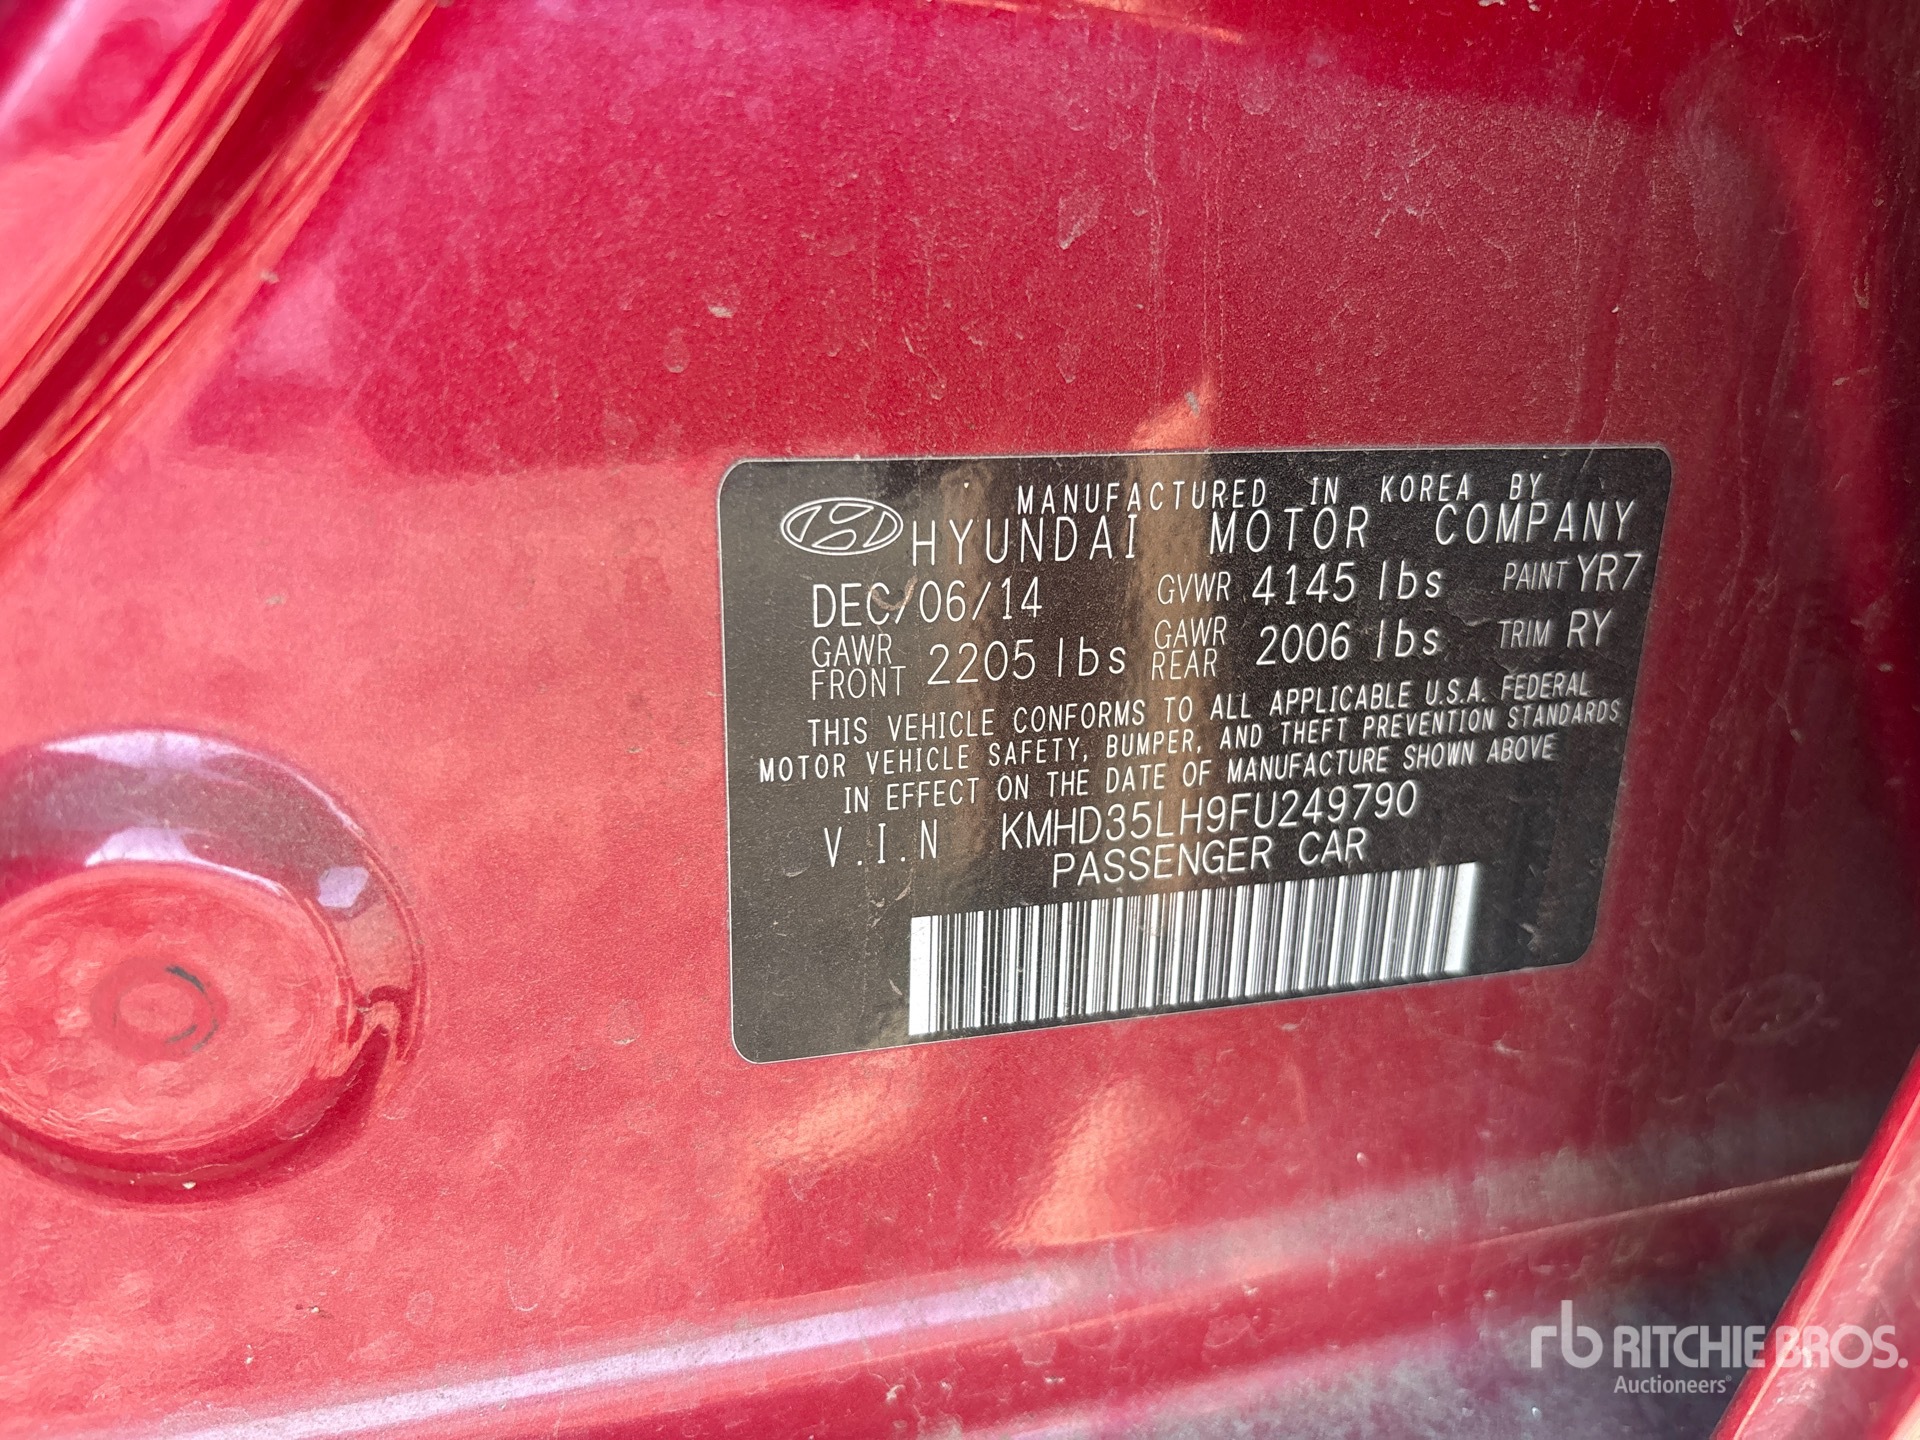 MANUFACTURED IN KOREA BY
HYUNDAI MOTOR COMPANY
DEC/06/14 GVWR 4145 lbs PAINT YR7
GAWR FRONT 2205 lbs GAWR REAR 2006 lbs TRIM RY
THIS VEHICLE CONFORMS TO ALL APPLICABLE U.S.A. FEDERAL
MOTOR VEHICLE SAFETY, BUMPER, AND THEFT PREVENTION STANDARDS
IN EFFECT ON THE DATE OF MANUFACTURE SHOWN ABOVE
V.I.N KMHD35LH9FU249790
PASSENGER CAR
rb RITCHIE BROS.
Auctioneers